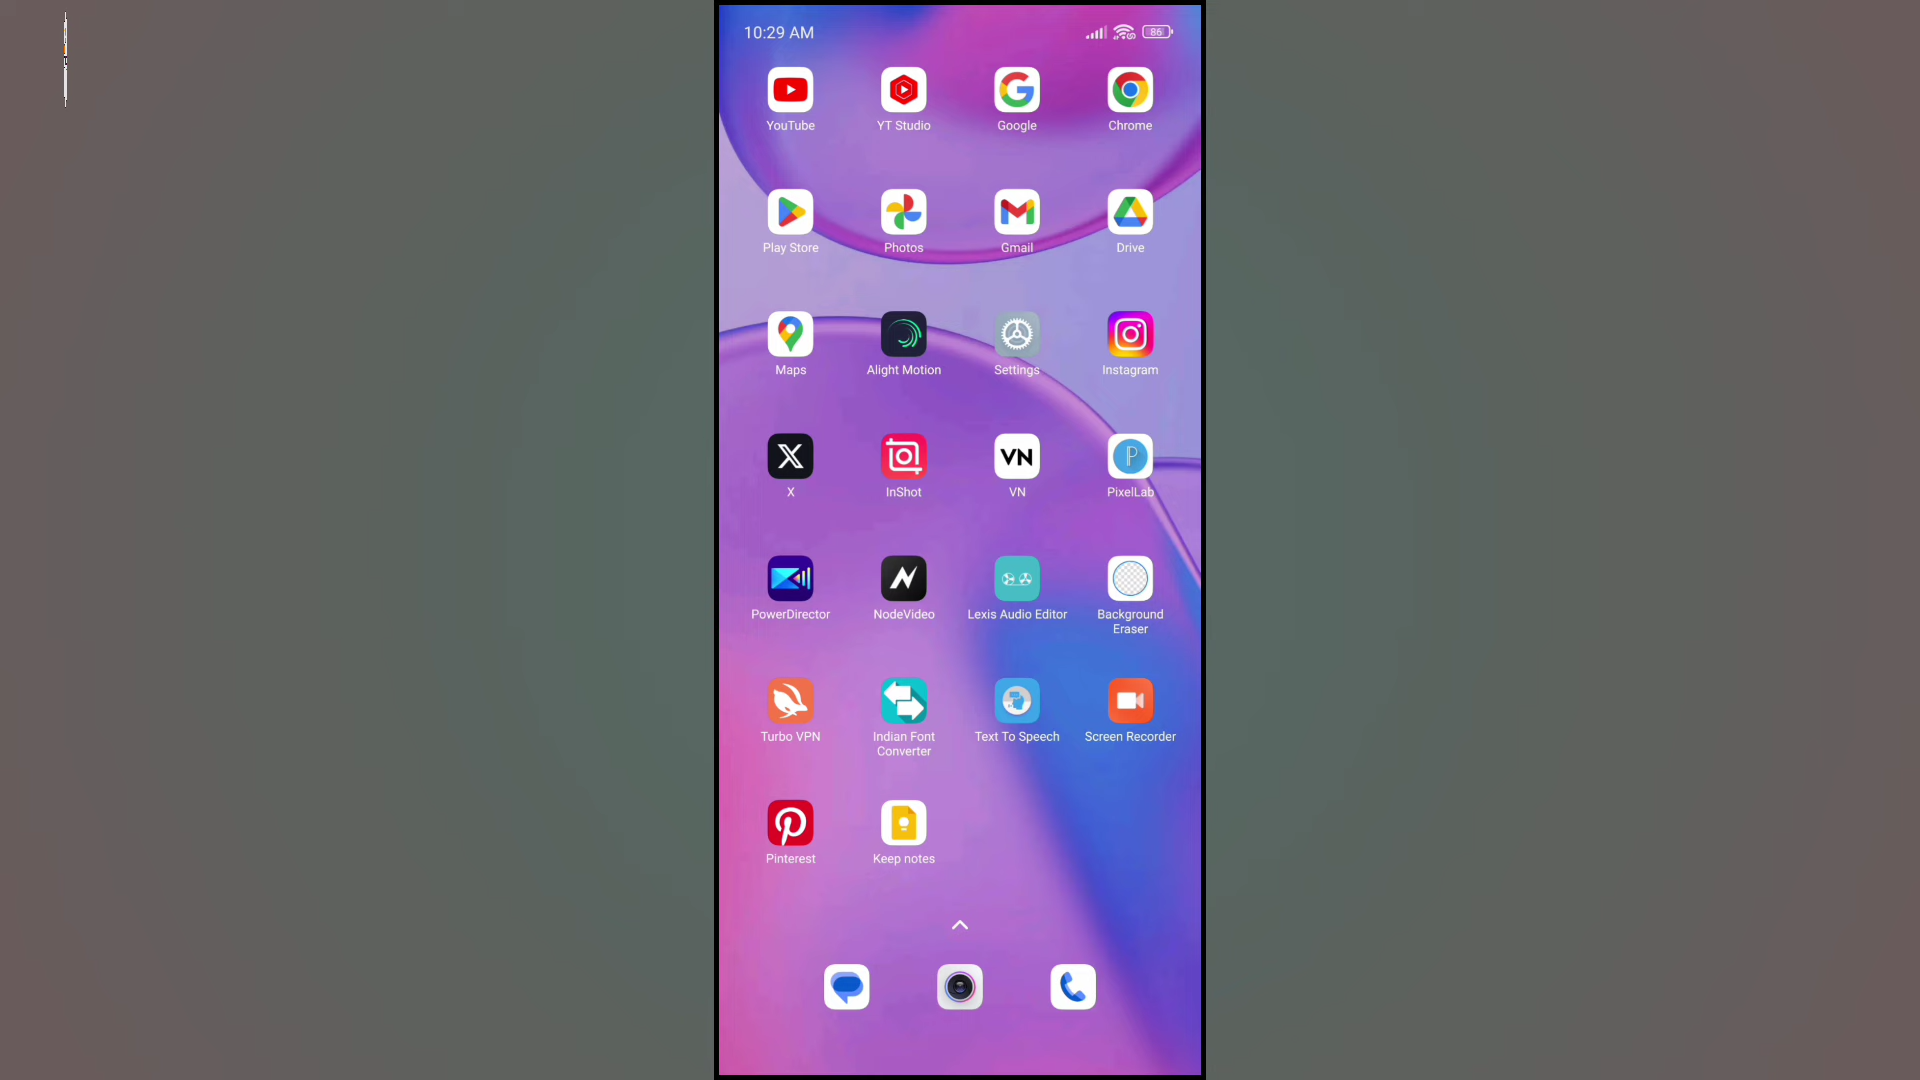 10:29 AM
86
YouTube
YT Studio
Google
Chrome
Play Store
Photos
Gmail
Drive
Maps
Alight Motion
Settings
Instagram
X
InShot
VN
VN
PixelLab
PowerDirector
NodeVideo
Lexis Audio Editor
Background
Eraser
Turbo VPN
Indian Font
Converter
Text To Speech
Screen Recorder
Pinterest
Keep notes